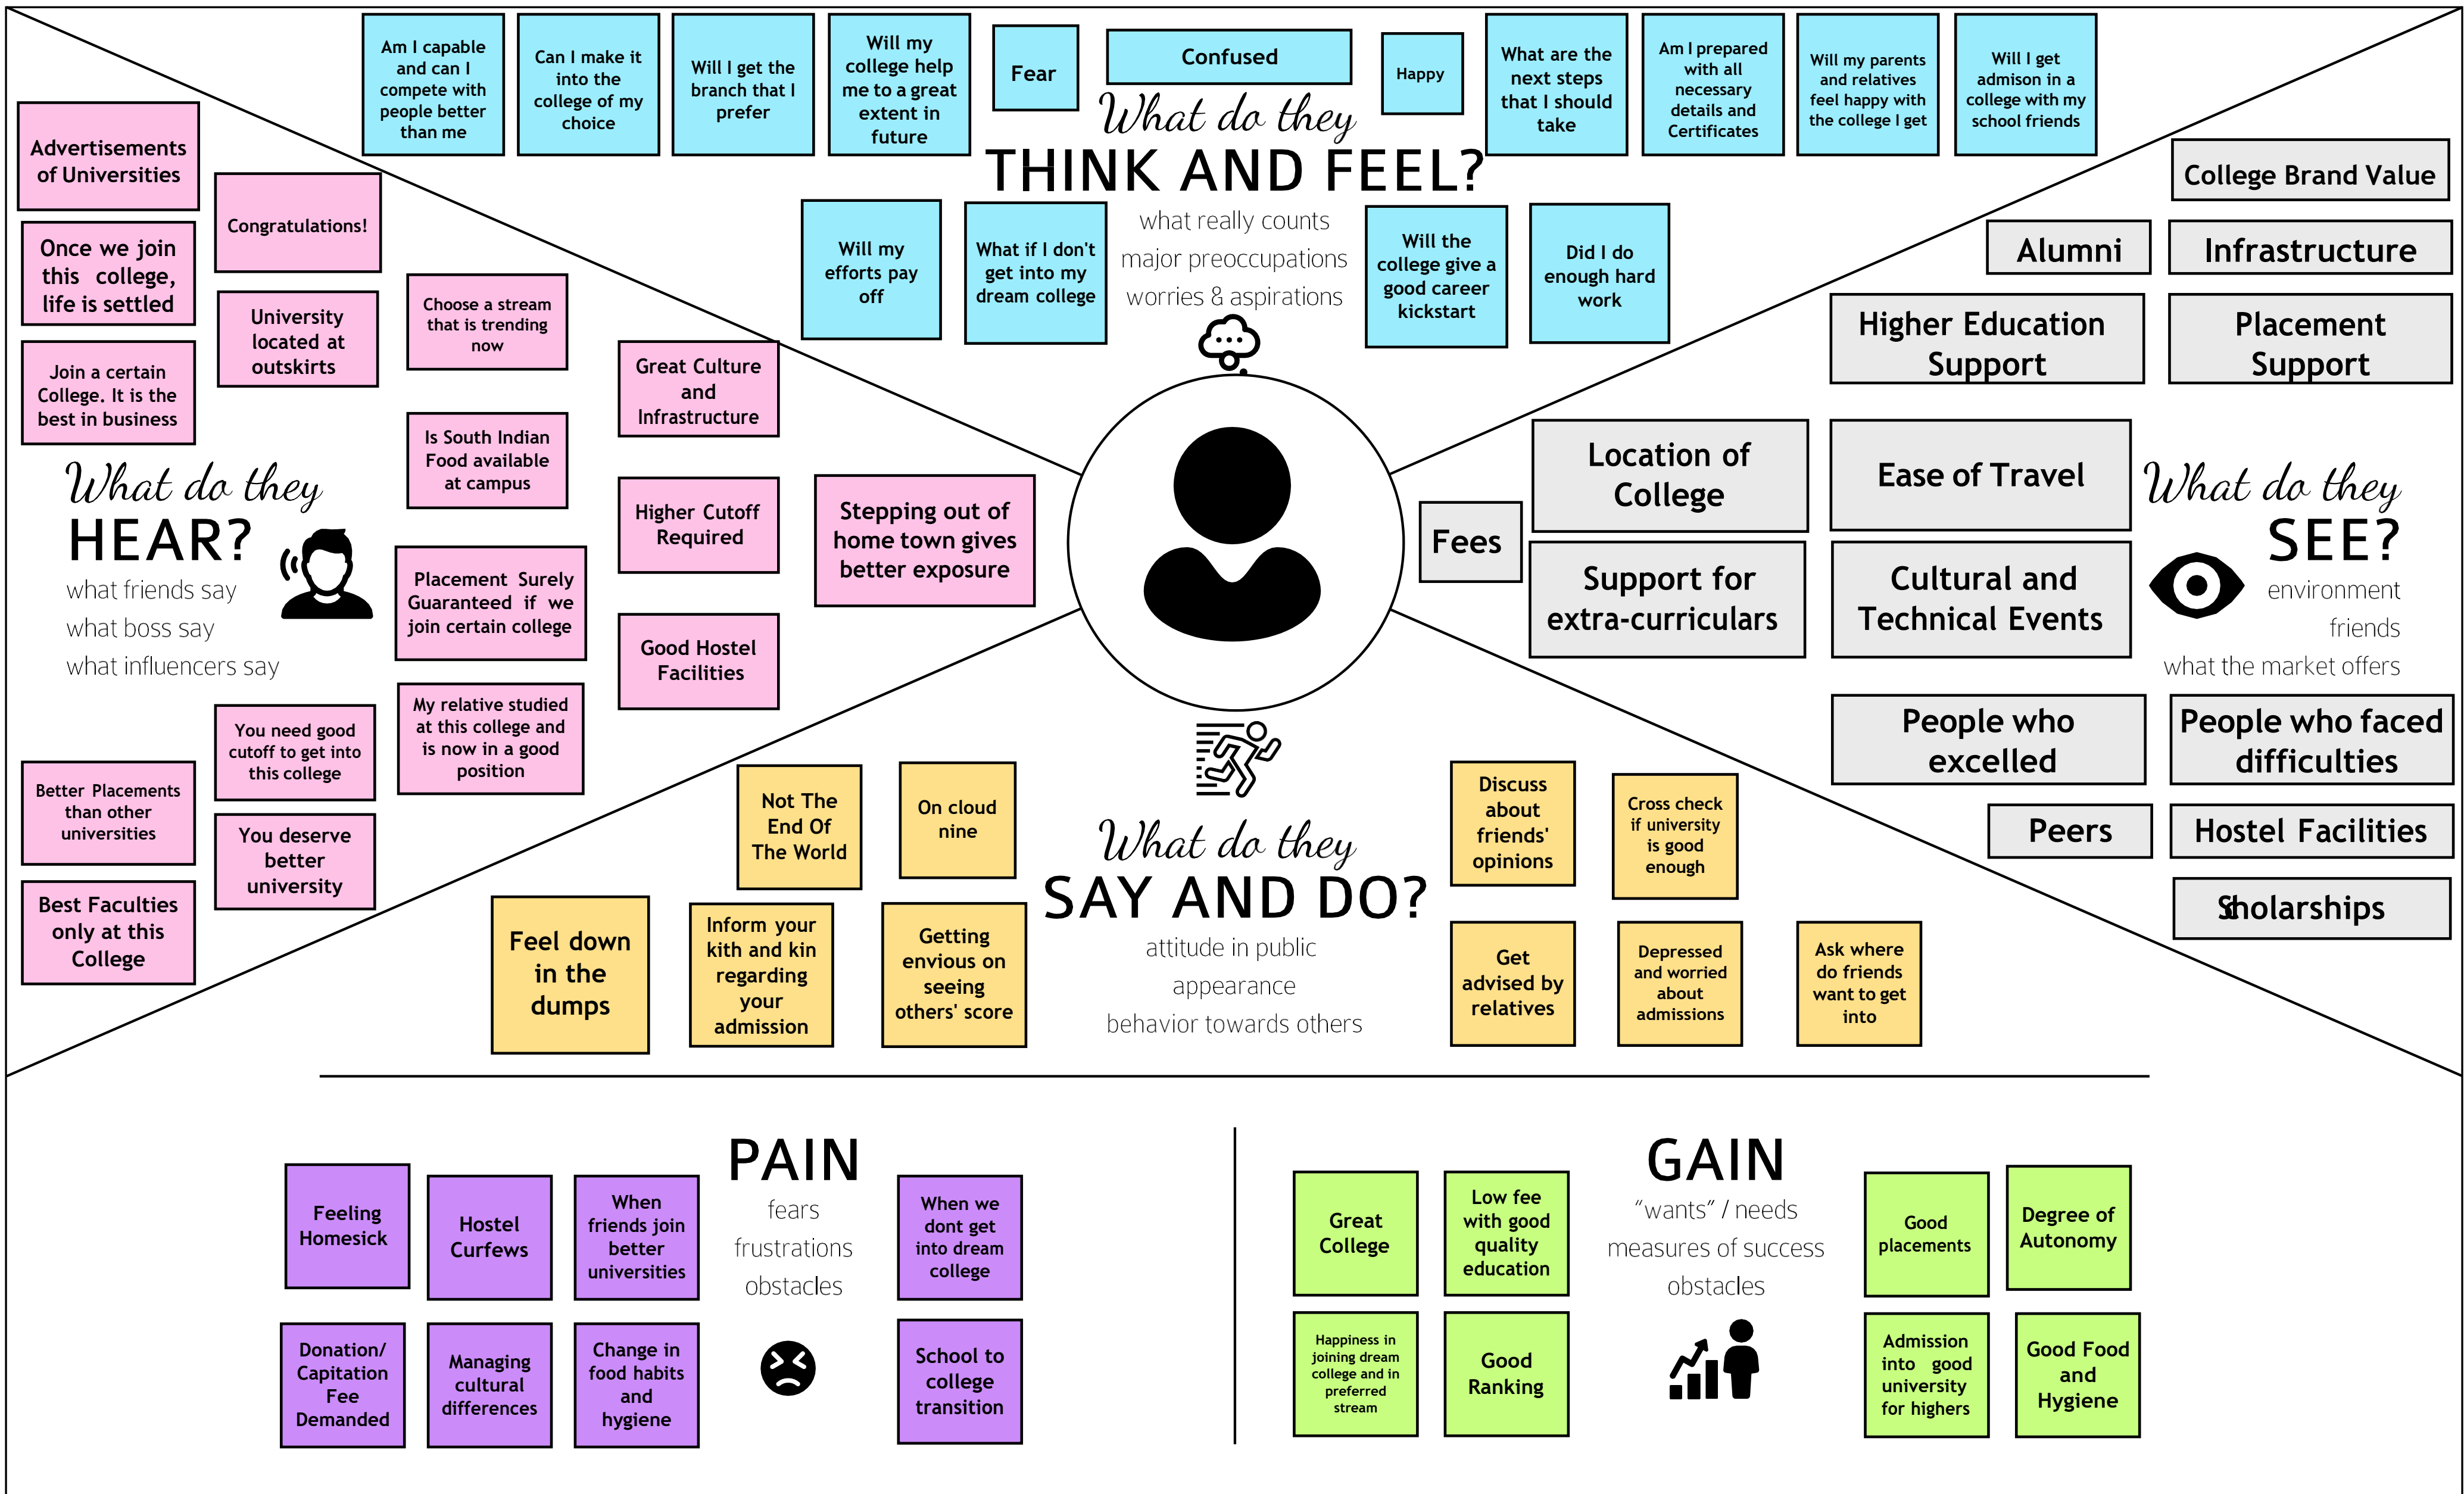 Am I capable
and can I
compete with
people better
than me
Can I make it
into the
college of my
choice
Will I get the
branch that I
prefer
Will my
college help
me to a great
extent in
future
Fear
Confused
Happy
What are the
next steps
that I should
take
Am I prepared
with all
necessary
details and
Certificates
Will my parents
and relatives
feel happy with
the college I get
Will I get
admison in a
college with my
school friends
What do they
THINK AND FEEL?
what really counts
major preoccupations
worries & aspirations
Will my
efforts pay
off
What if I don't
get into my
dream college
Will the
college give a
good career
kickstart
Did I do
enough hard
work
Advertisements
of Universities
Congratulations!
Once we join
this college,
life is settled
University
located at
outskirts
Join a certain
College. It is the
best in business
Choose a stream
that is trending
now
Great Culture
and
Infrastructure
Is South Indian
Food available
at campus
Higher Cutoff
Required
Stepping out of
home town gives
better exposure
What do they
HEAR?
what friends say
what boss say
what influencers say
Placement Surely
Guaranteed if we
join certain college
Good Hostel
Facilities
My relative studied
at this college and
is now in a good
position
You need good
cutoff to get into
this college
Better Placements
than other
universities
You deserve
better
university
Best Faculties
only at this
College
College Brand Value
Alumni
Infrastructure
Higher Education
Support
Placement
Support
Location of
College
Ease of Travel
Fees
Support for
extra-curriculars
Cultural and
Technical Events
What do they
SEE?
environment
friends
what the market offers
People who
excelled
People who faced
difficulties
Peers
Hostel Facilities
Scholarships
Not The
End Of
The World
On cloud
nine
Feel down
in the
dumps
Inform your
kith and kin
regarding
your
admission
Getting
envious on
seeing
others' score
What do they
SAY AND DO?
attitude in public
appearance
behavior towards others
Discuss
about
friends'
opinions
Cross check
if university
is good
enough
Get
advised by
relatives
Depressed
and worried
about
admissions
Ask where
do friends
want to get
into
PAIN
fears
frustrations
obstacles
Feeling
Homesick
Hostel
Curfews
When
friends join
better
universities
When we
dont get
into dream
college
Donation/
Capitation
Fee
Demanded
Managing
cultural
differences
Change in
food habits
and
hygiene
School to
college
transition
GAIN
“wants” / needs
measures of success
obstacles
Great
College
Low fee
with good
quality
education
Good
placements
Degree of
Autonomy
Happiness in
joining dream
college and in
preferred
stream
Good
Ranking
Admission
into good
university
for highers
Good Food
and
Hygiene